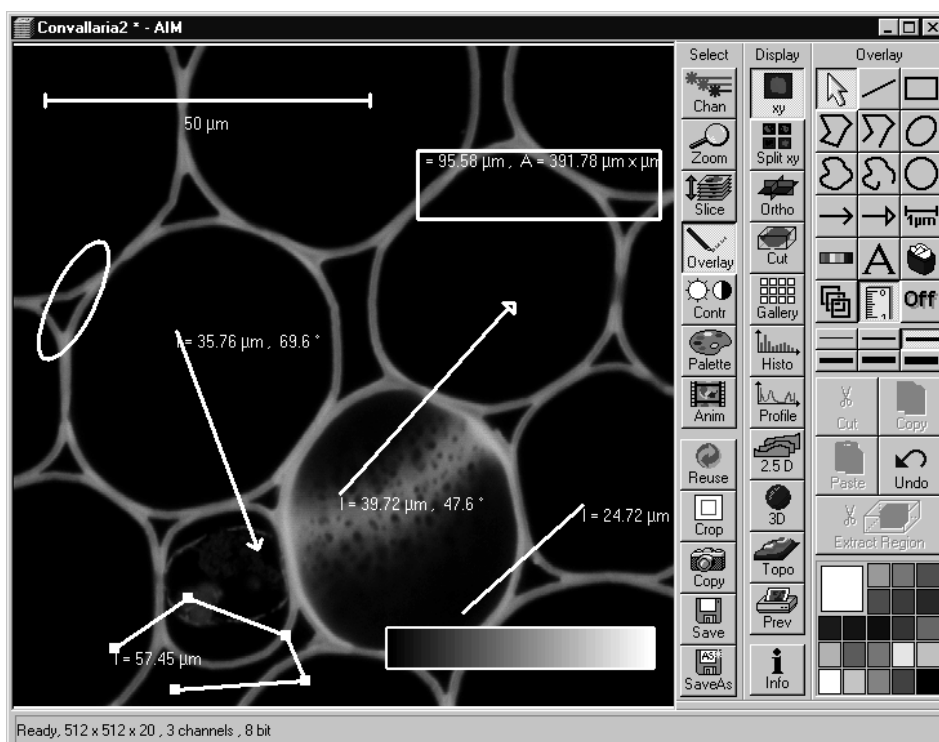 Convallaria2 * - AIM
50 µm
= 95.58 µm , A = 391.78 µm x µm
l = 35.76 µm , 69.6 °
l = 39.72 µm , 47.6 °
l = 24.72 µm
l = 57.45 µm
Select
Chan
Zoom
Slice
Overlay
Contr
Palette
Anim
Reuse
Crop
Copy
Save
AS
SaveAs
Display
xy
Split xy
Ortho
Cut
Gallery
Histo
Profile
2.5 D
3D
Topo
Prev
i
Info
Overlay
1µm
A
Off
Cut
Copy
Paste
Undo
Extract Region
Ready, 512 x 512 x 20 , 3 channels , 8 bit